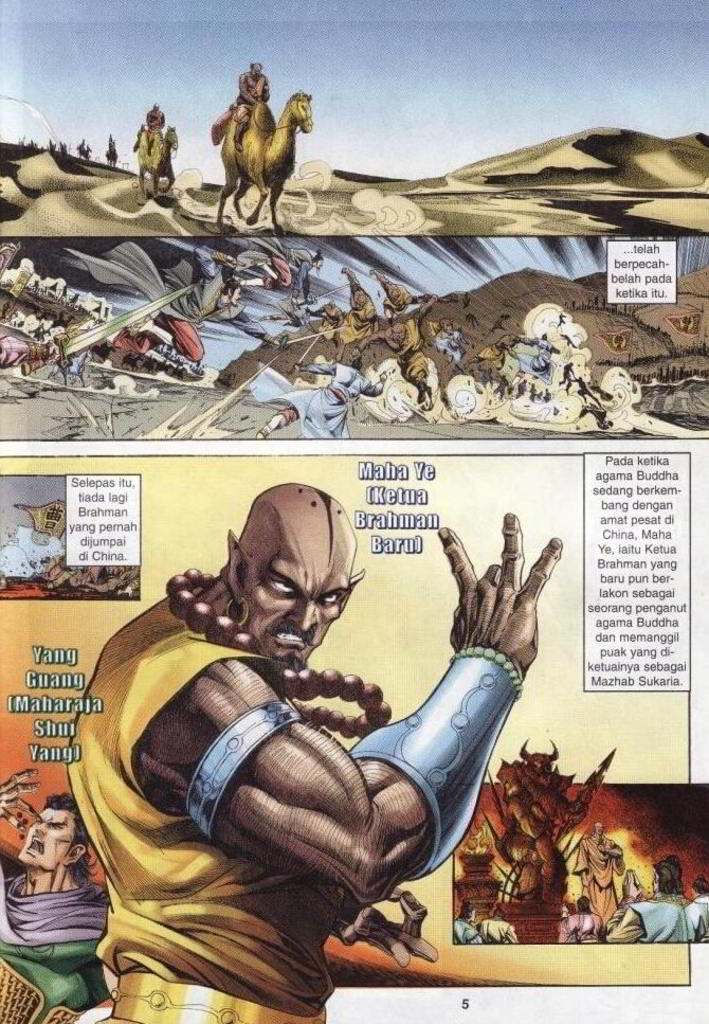 ...telah
berpecah-
belah pada
ketika itu.
Selepas itu,
tiada lagi
Brahman
yang pernah
dijumpai
di China.
Maha Ye
(Ketua
Brahman
Baru)
Pada ketika
agama Buddha
sedang berkem-
bang dengan
amat pesat di
China, Maha
Ye, iaitu Ketua
Brahman yang
baru pun ber-
lakon sebagai
seorang penganut
agama Buddha
dan memanggil
puak yang di-
ketuainya sebagai
Mazhab Sukaria.
Yang
Guang
(Maharaja
Shui
Yang)
曹
5